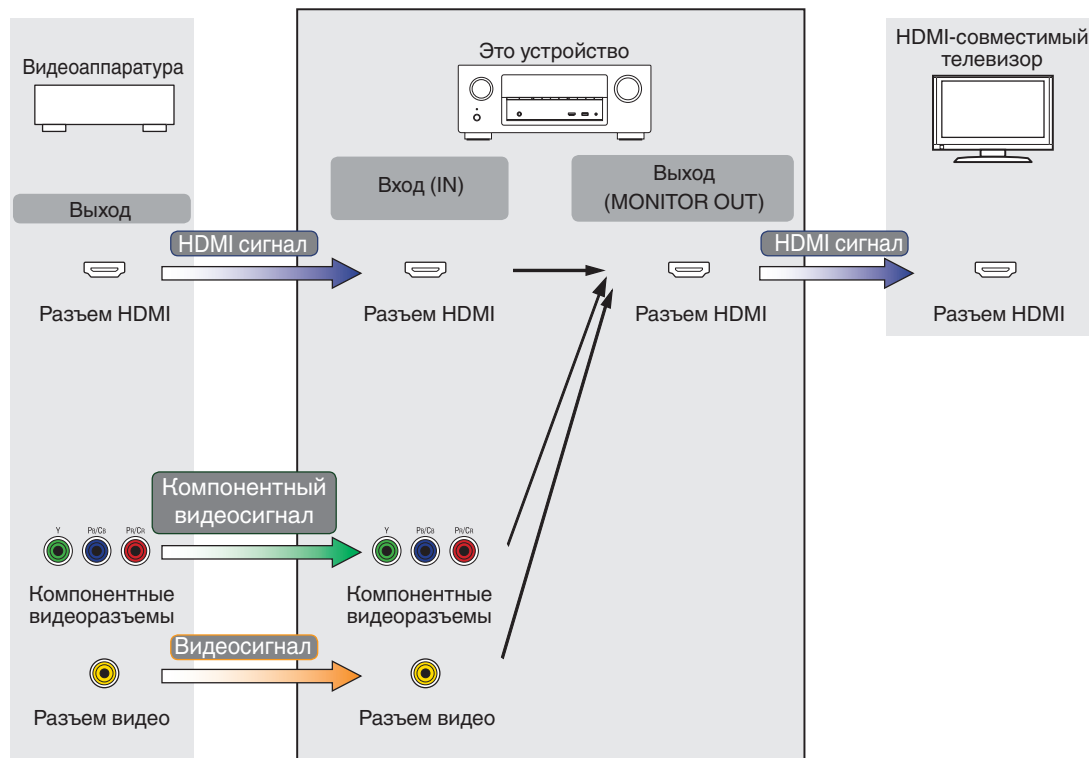 Видеоаппаратура
Это устройство
HDMI-совместимый
телевизор
Выход
Вход (IN)
Выход
(MONITOR OUT)
HDMI сигнал
HDMI сигнал
Разъем HDMI
Разъем HDMI
Разъем HDMI
Разъем HDMI
Компонентный
видеосигнал
Y PB/CB PR/CR
Y PB/CB PR/CR
Компонентные
видеоразъемы
Компонентные
видеоразъемы
Видеосигнал
Разъем видео
Разъем видео